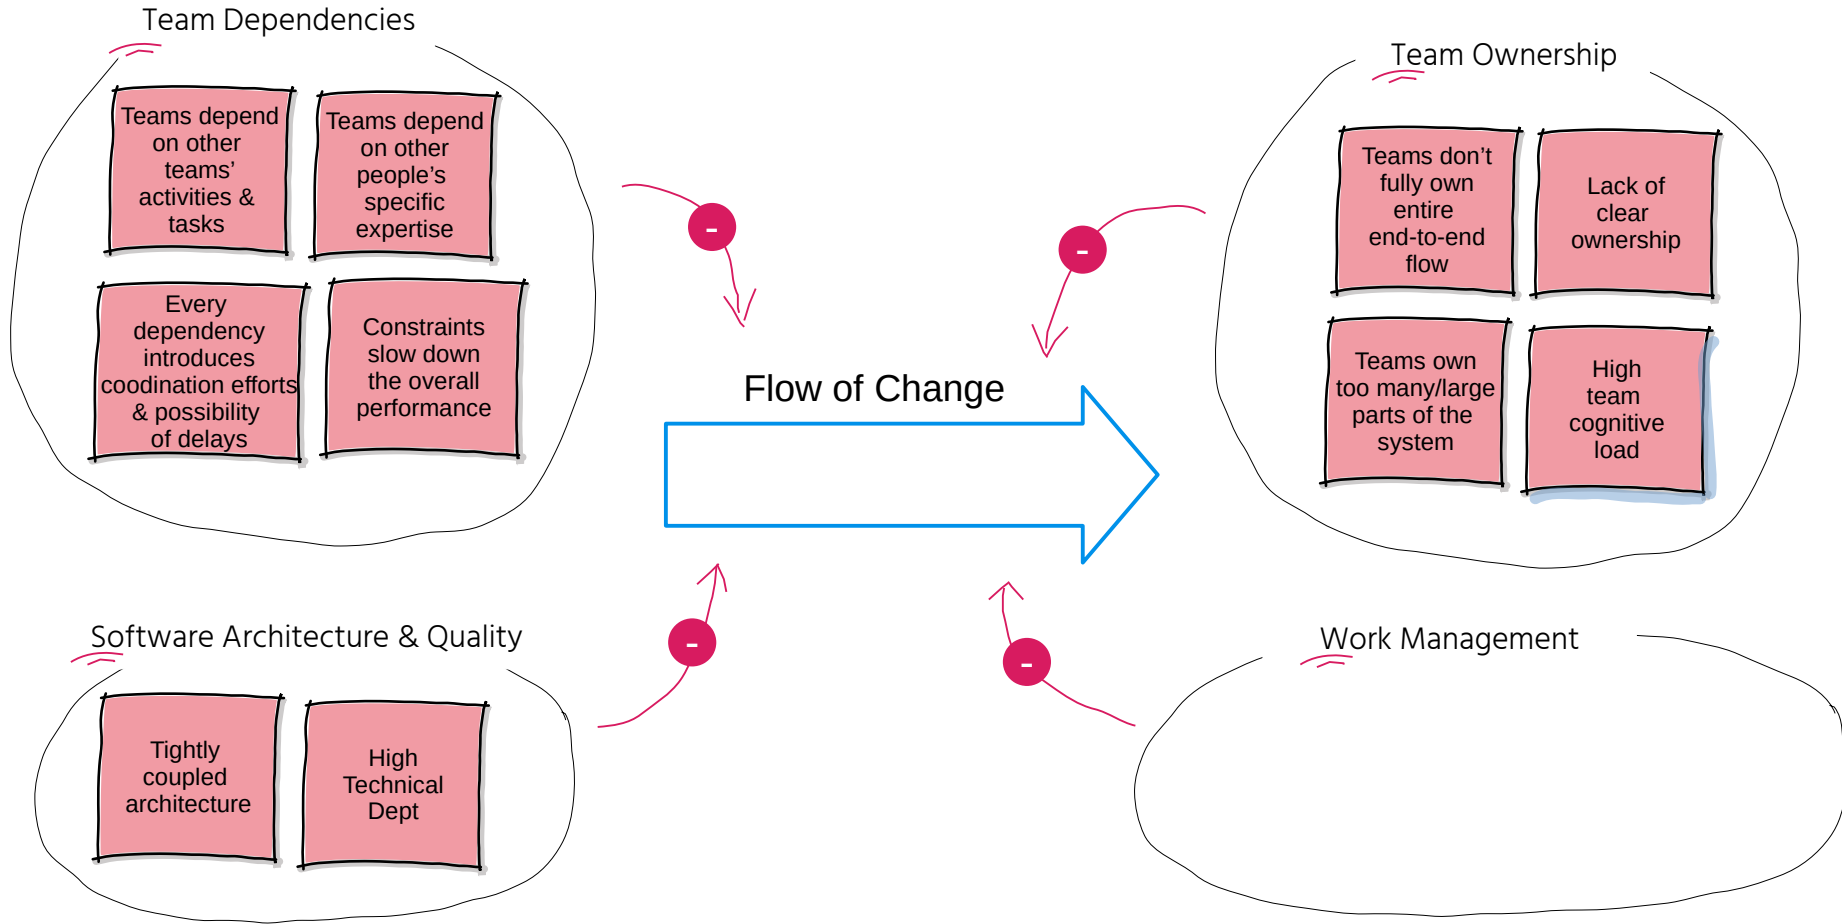 Team Dependencies
Teams depend
on other
teams’
activities &
tasks
Teams depend
on other
people’s
specific
expertise
Every
dependency
introduces
coodination efforts
& possibility
of delays
Constraints
slow down
the overall
performance
-
-
Flow of Change
Team Ownership
Teams don’t
fully own
entire
end-to-end
flow
Lack of
clear
ownership
Teams own
too many/large
parts of the
system
High
team
cognitive
load
Software Architecture & Quality
Tightly
coupled
architecture
High
Technical
Dept
-
-
Work Management